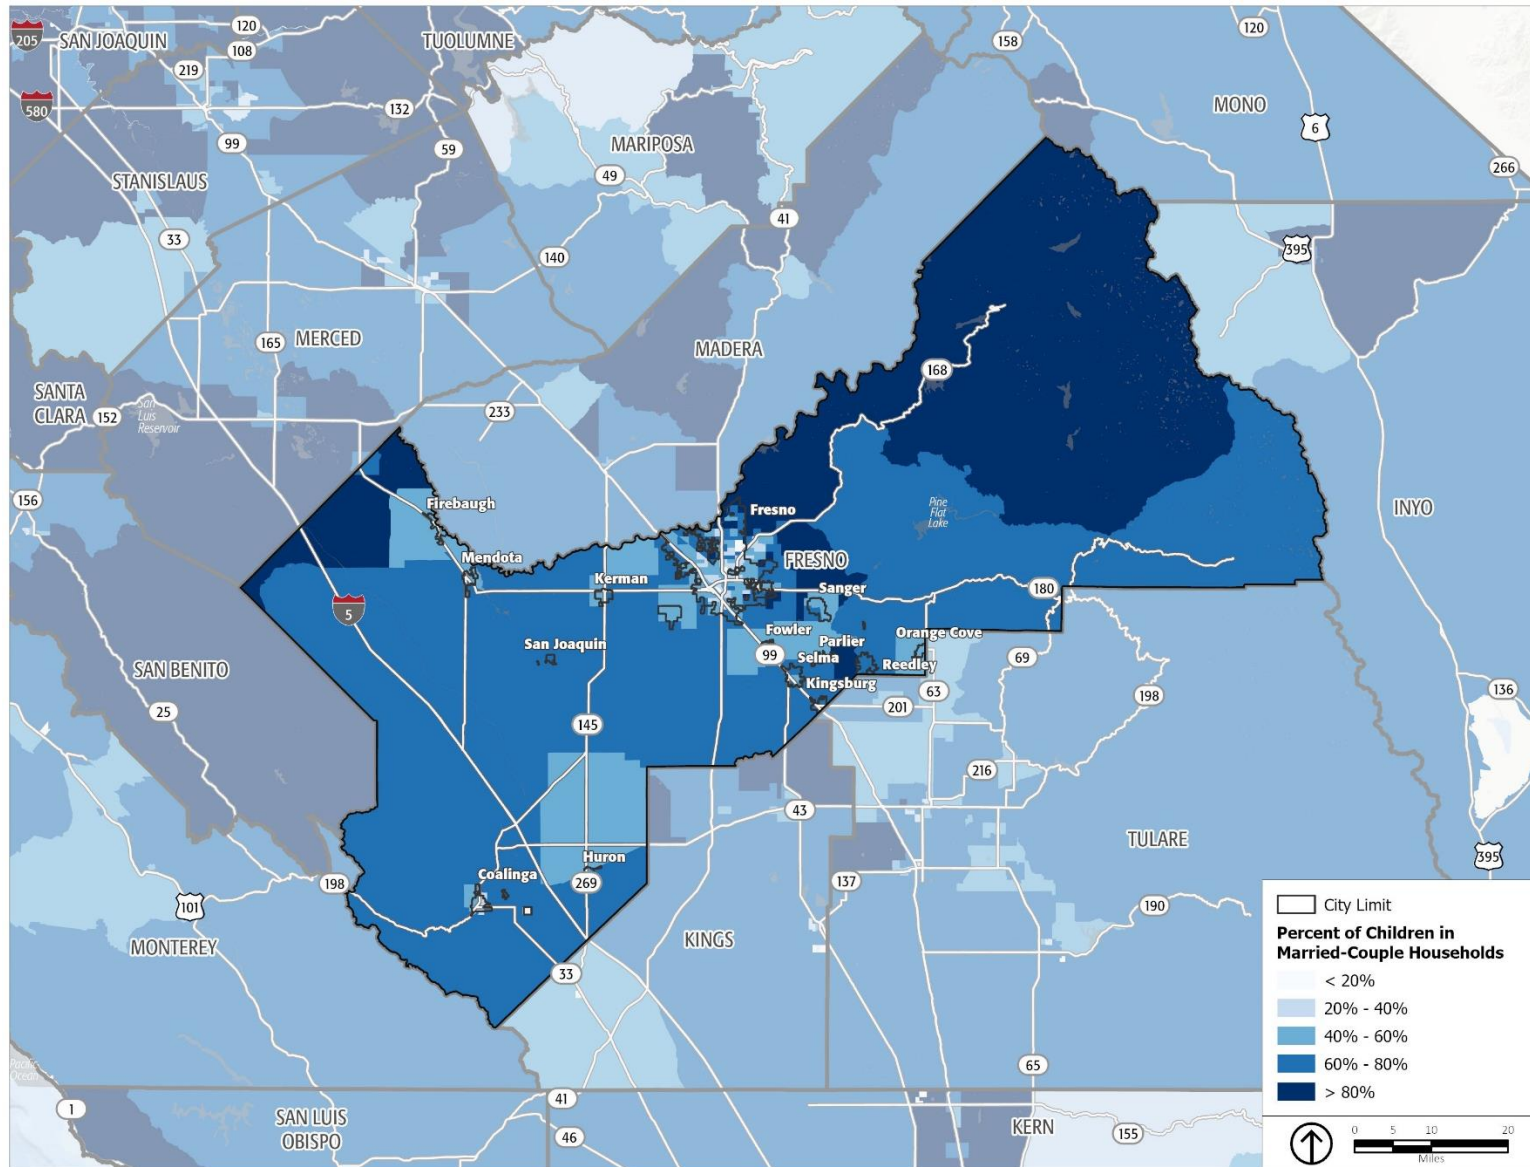 205
SAN JOAQUIN
120
108
TUOLUMNE
158
120
219
580
132
MONO
6
99
59
MARIPOSA
266
STANISLAUS
49
33
41
395
140
165
MERCED
MADERA
168
SANTA
CLARA
152
San
Luis
Reservoir
233
156
Firebaugh
Fresno
Pine
Flat
Lake
INYO
Mendota
FRESNO
Kerman
Sanger
180
5
Fowler
Parlier
Orange Cove
San Joaquin
99
Selma
Reedley
69
SAN BENITO
Kingsburg
63
198
136
25
201
145
216
43
TULARE
Huron
395
Coalinga
198
269
137
101
190
MONTEREY
KINGS
33
65
Pacific
Ocean
1
41
SAN LUIS
OBISPO
46
KERN
155
City Limit
Percent of Children in
Married-Couple Households
< 20%
20% - 40%
40% - 60%
60% - 80%
> 80%
0 5 10 20
Miles